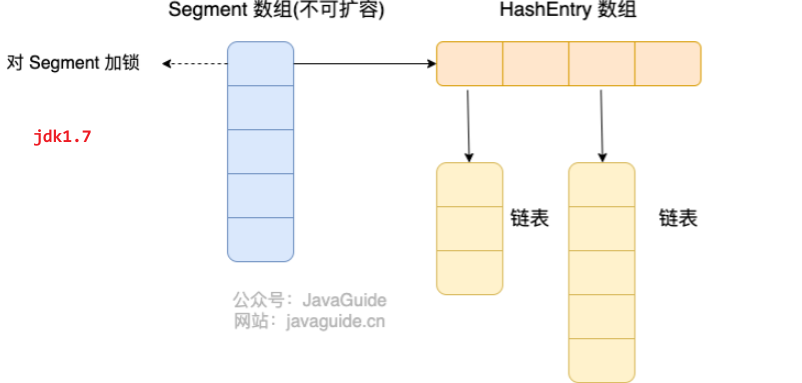 Segment 数组(不可扩容)
HashEntry 数组
对 Segment 加锁
jdk1.7
链表
链表
公众号：JavaGuide
网站：javaguide.cn